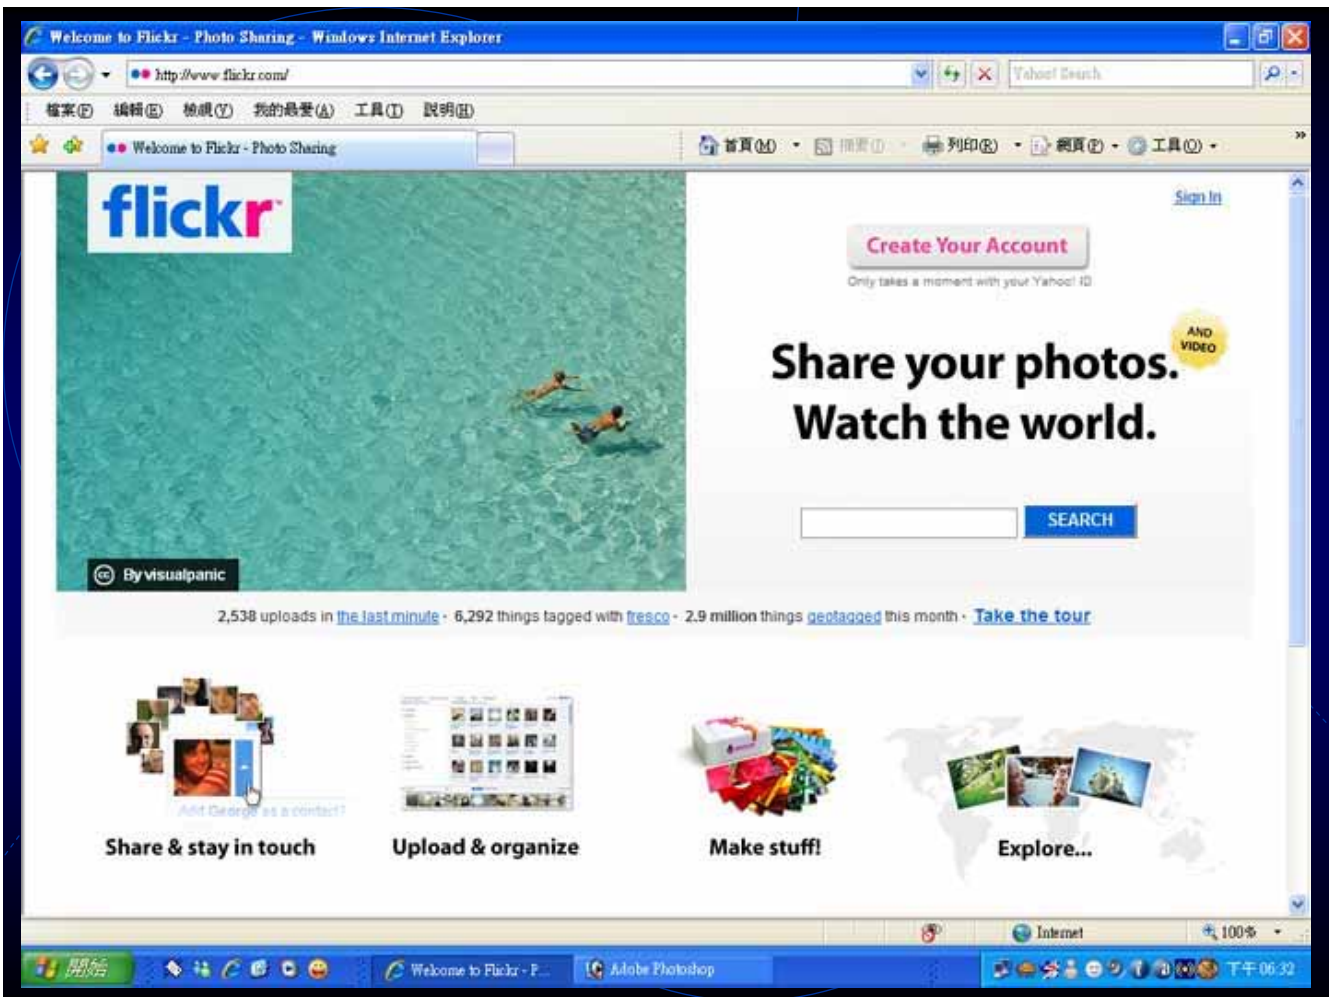 Welcome to Flickr - Photo Sharing - Windows Internet Explorer
http://www.flickr.com/
Yahoo! Search
檔案(F) 編輯(E) 檢視(V) 我的最愛(A) 工具(T) 說明(H)
Welcome to Flickr - Photo Sharing
首頁(M) 列印(R) 網頁(P) 工具(O)
flickr
Sign In
Create Your Account
Only takes a moment with your Yahoo! ID
AND
VIDEO
Share your photos.
Watch the world.
SEARCH
By visualpanic
2,538 uploads in the last minute · 6,292 things tagged with fresco · 2.9 million things geotagged this month · Take the tour
Add George as a contact?
Share & stay in touch
Upload & organize
Make stuff!
Explore...
Internet
100%
開始
Welcome to Flickr - P...
Adobe Photoshop
下午 06:32